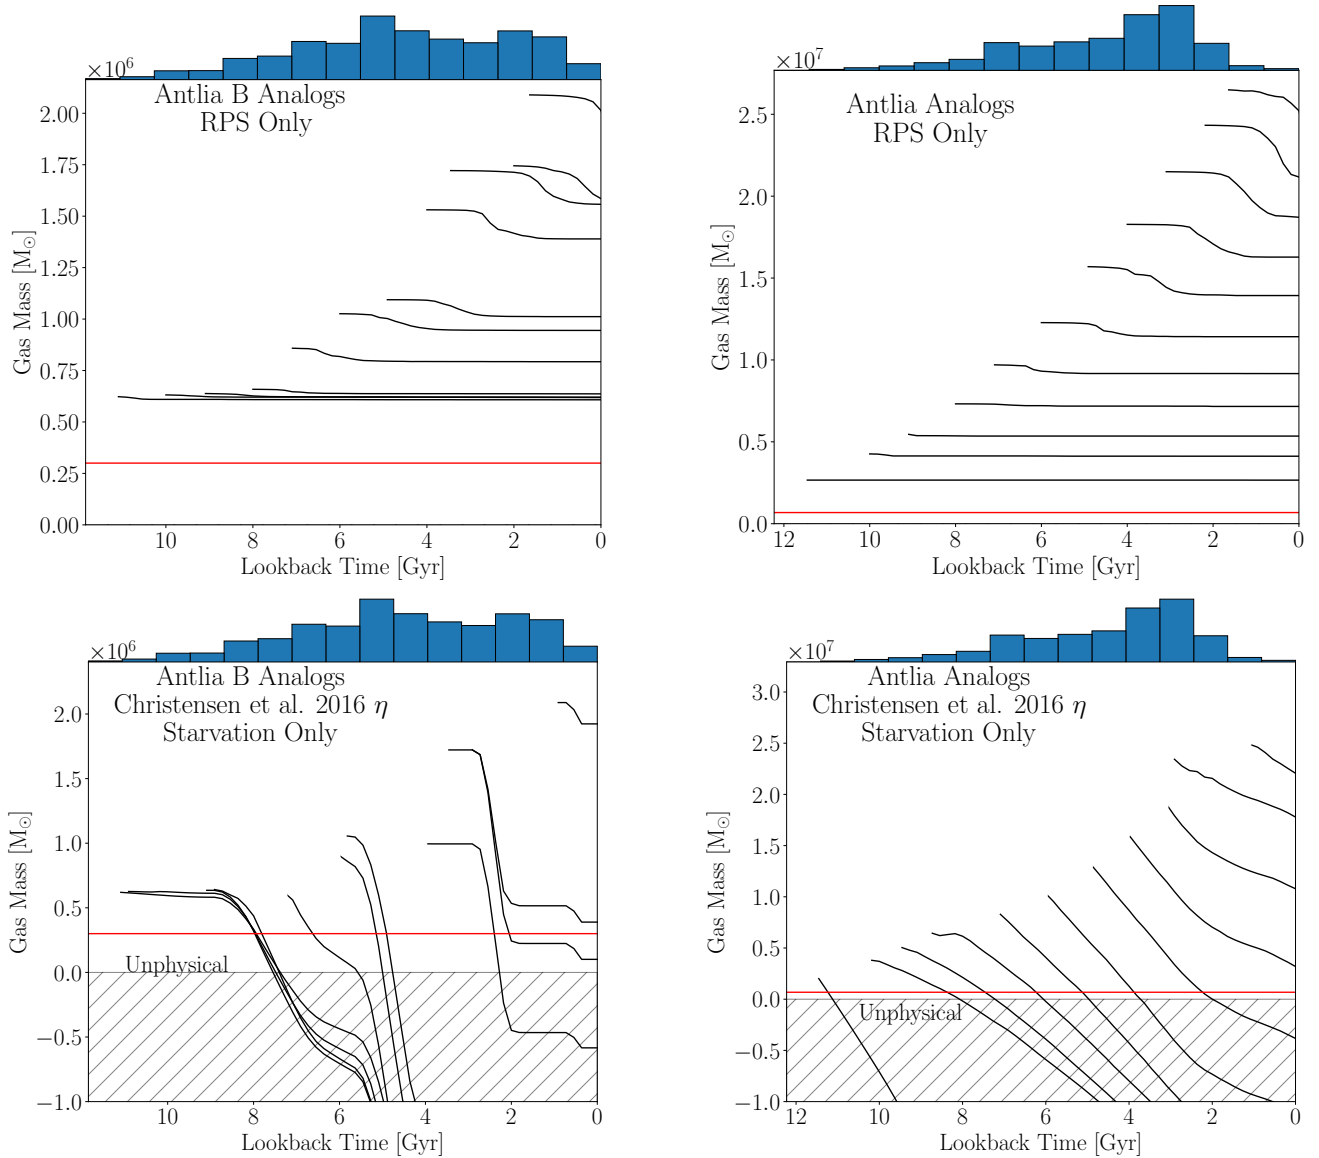 ×10⁶
Antlia B Analogs
RPS Only
2.00
1.75
1.50
1.25
1.00
0.75
0.50
0.25
0.00
Gas Mass [M☉]
10 8 6 4 2 0
Lookback Time [Gyr]
×10⁷
Antlia Analogs
RPS Only
2.5
2.0
1.5
1.0
0.5
0.0
Gas Mass [M☉]
12 10 8 6 4 2 0
Lookback Time [Gyr]
×10⁶
Antlia B Analogs
Christensen et al. 2016 η
Starvation Only
2.0
1.5
1.0
0.5
0.0
−0.5
−1.0
Gas Mass [M☉]
Unphysical
10 8 6 4 2 0
Lookback Time [Gyr]
×10⁷
Antlia Analogs
Christensen et al. 2016 η
Starvation Only
3.0
2.5
2.0
1.5
1.0
0.5
0.0
−0.5
−1.0
Gas Mass [M☉]
Unphysical
12 10 8 6 4 2 0
Lookback Time [Gyr]